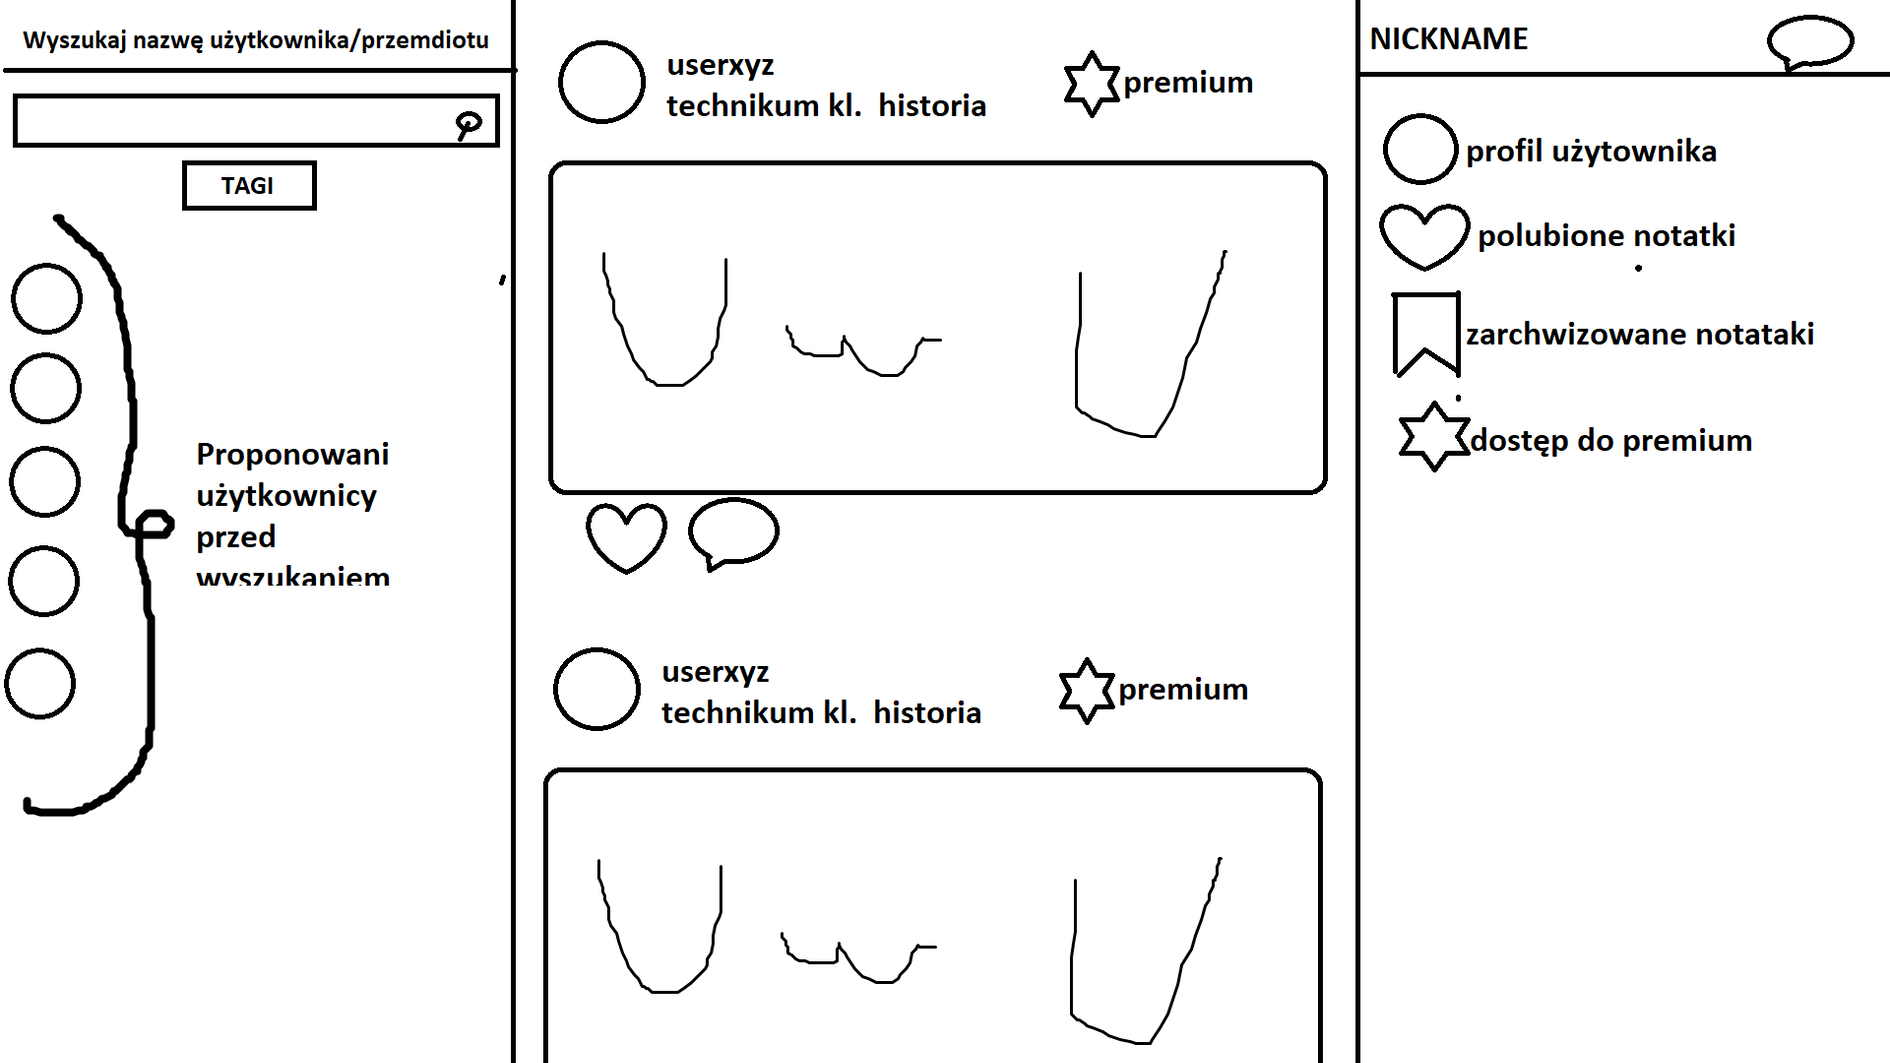 Wyszukaj nazwę użytkownika/przemdiotu
TAGI
Proponowani
użytkownicy
przed
wyszukaniem
userxyz
technikum kl.  historia
premium
userxyz
technikum kl.  historia
premium
NICKNAME
profil użytownika
polubione notatki
zarchwizowane notataki
dostęp do premium